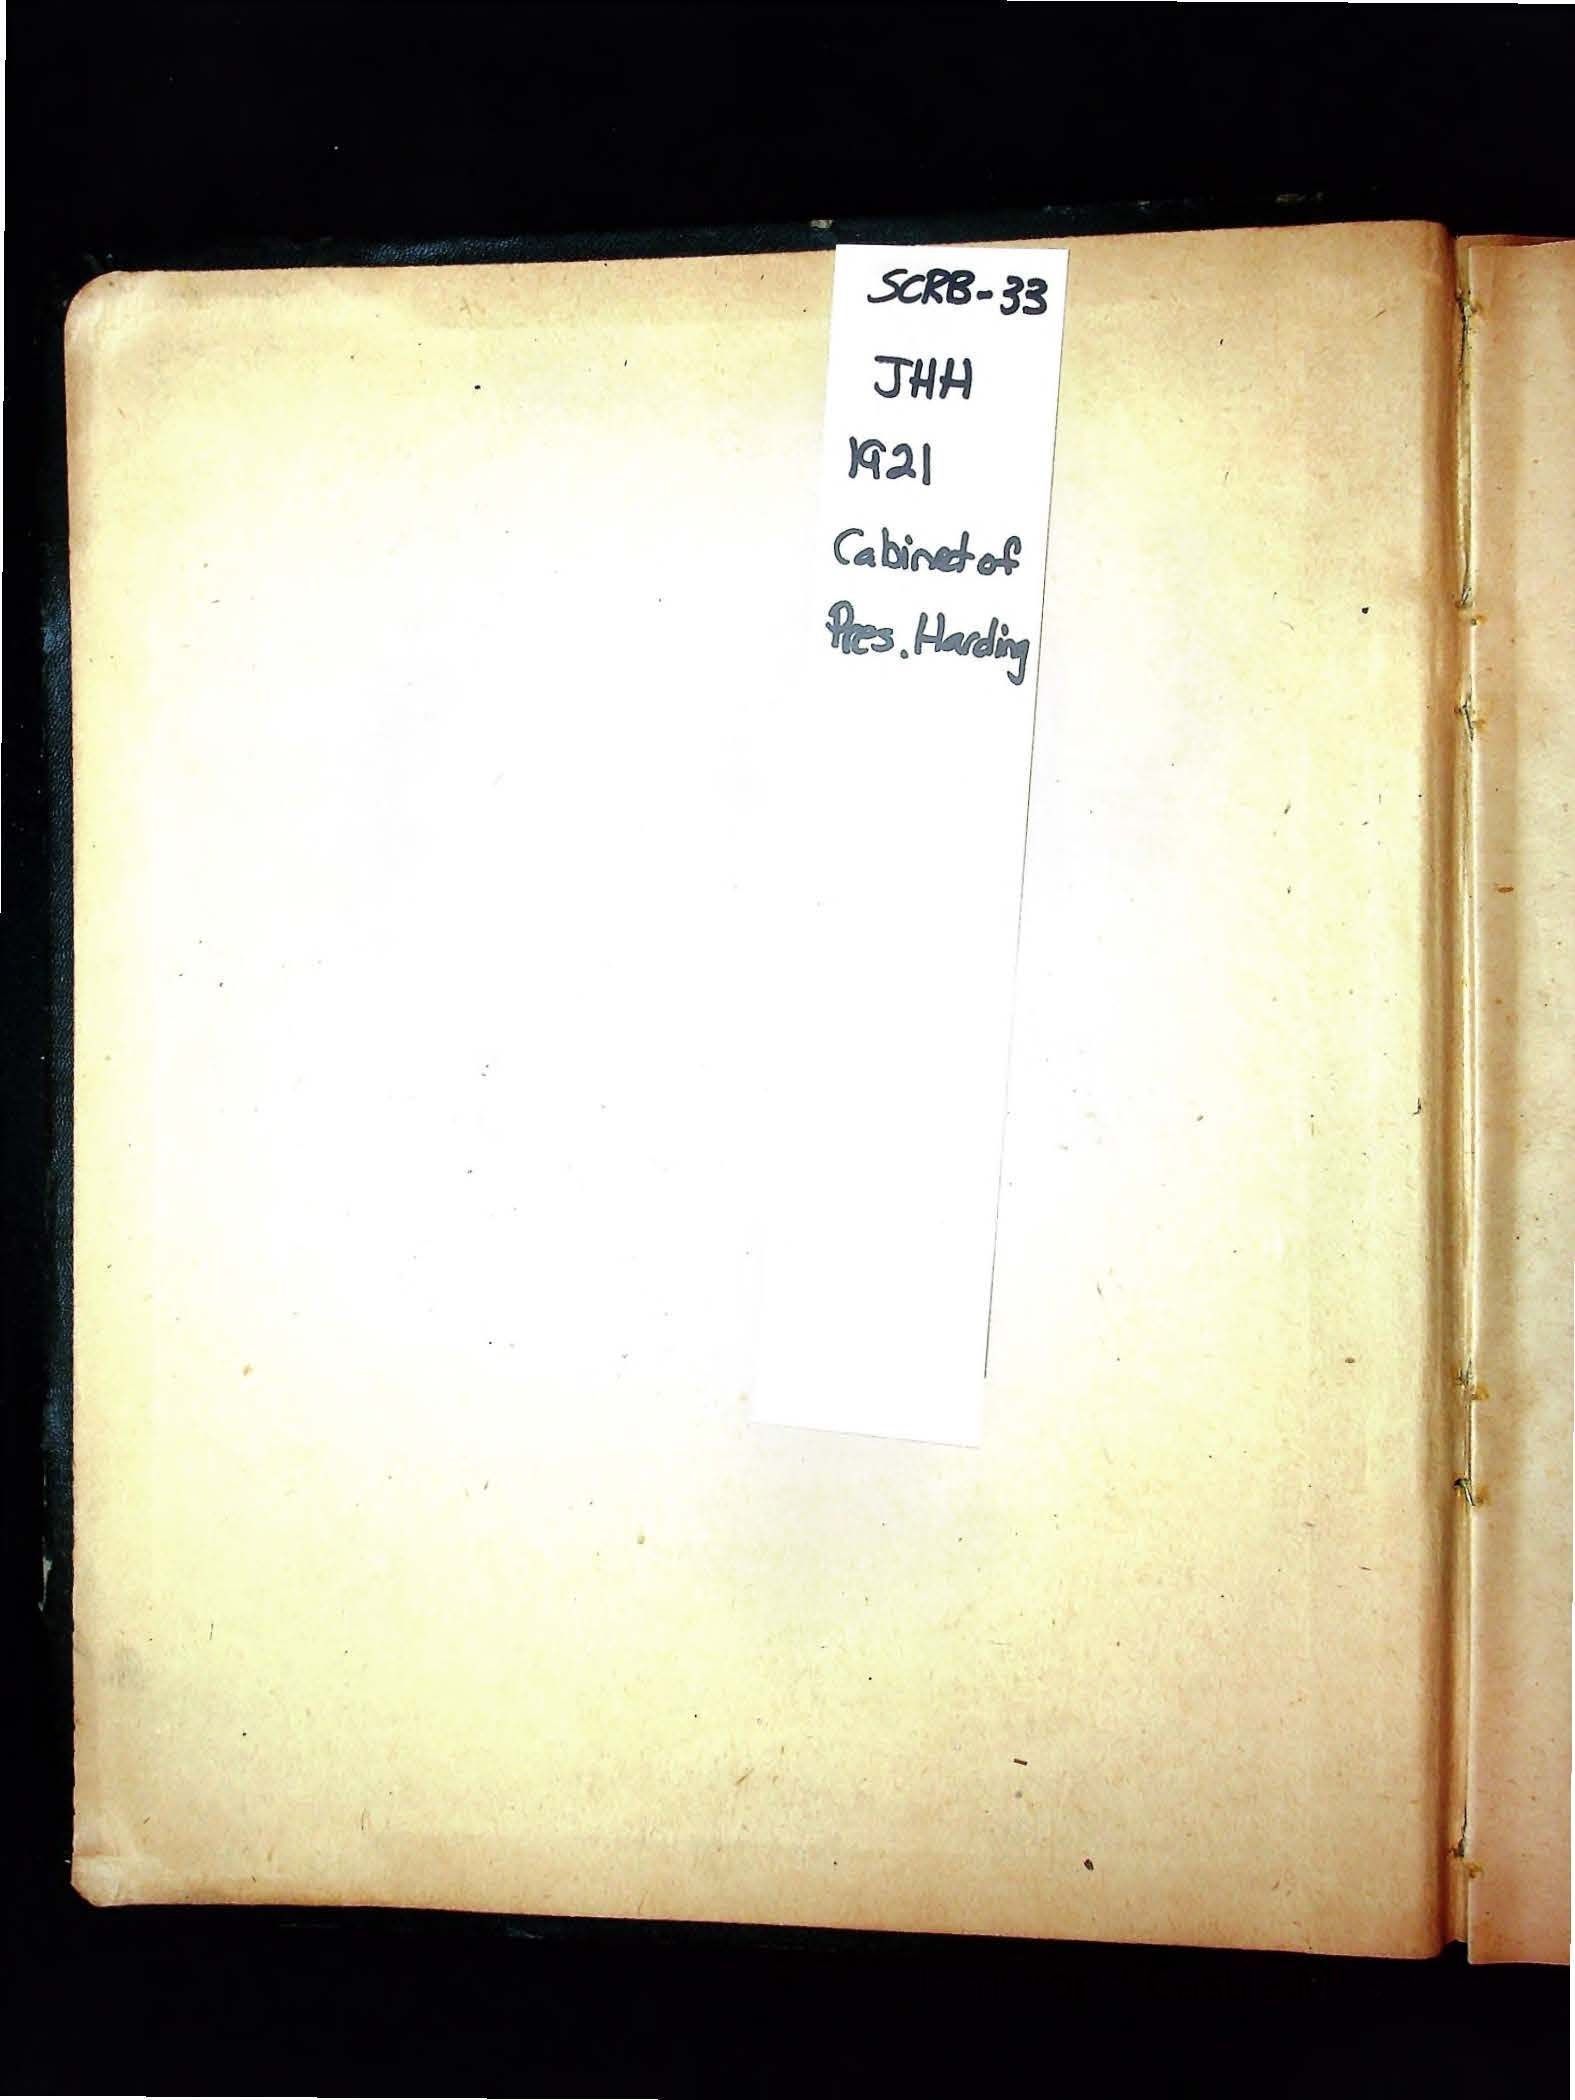 SCRB-33
JHH
1921
Cabinet of
Pres. Harding